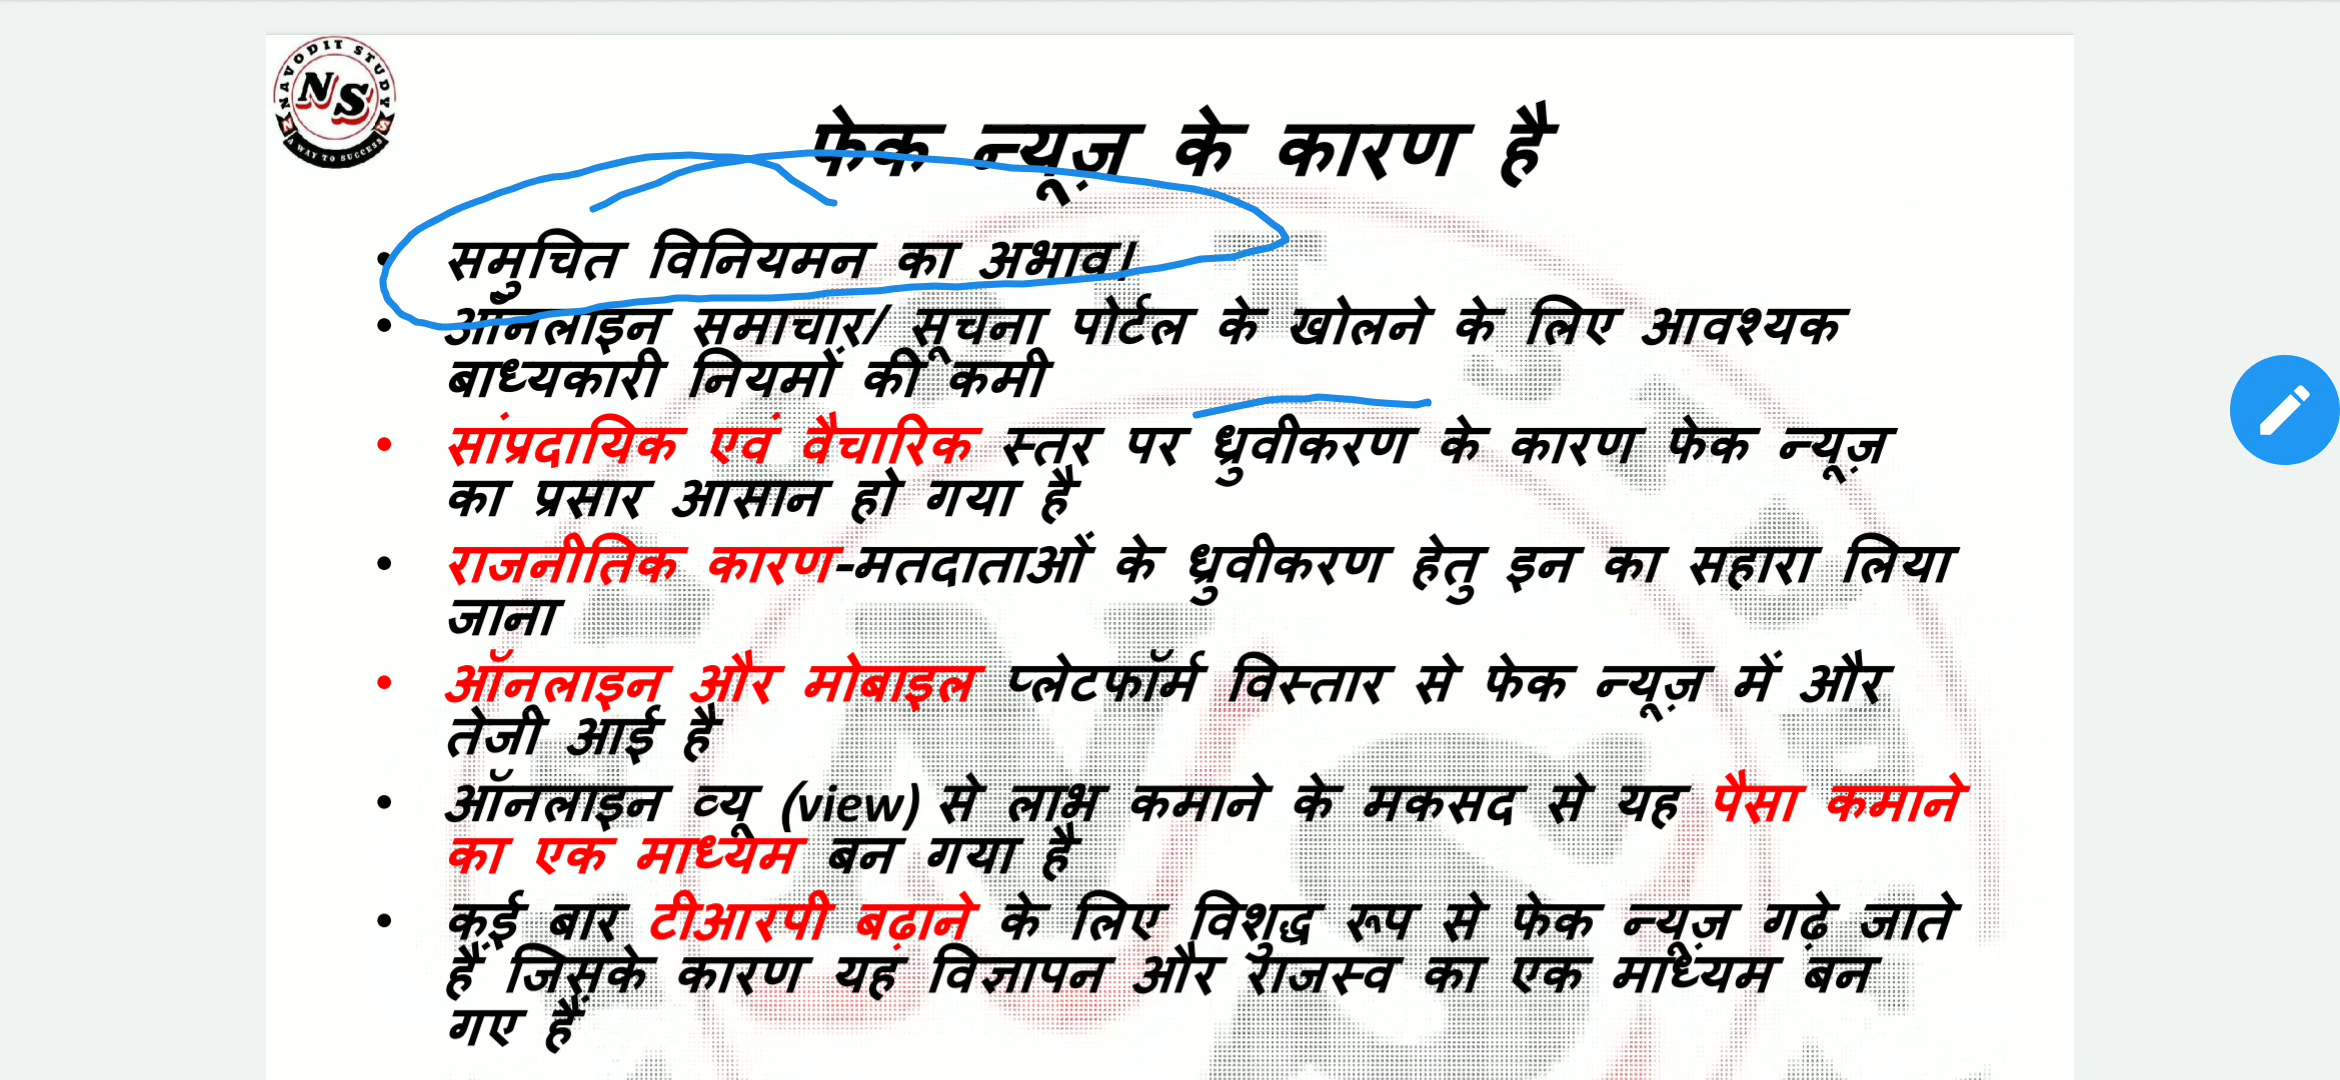 NAVODIT STUDYS
NS
A WAY TO SUCCESS
फेक न्यूज़ के कारण है
• समुचित विनियमन का अभाव।
• ऑनलाइन समाचार/ सूचना पोर्टल के खोलने के लिए आवश्यक
बाध्यकारी नियमों की कमी
• सांप्रदायिक एवं वैचारिक स्तर पर ध्रुवीकरण के कारण फेक न्यूज़
का प्रसार आसान हो गया है
• राजनीतिक कारण-मतदाताओं के ध्रुवीकरण हेतु इन का सहारा लिया
जाना
• ऑनलाइन और मोबाइल प्लेटफॉर्म विस्तार से फेक न्यूज़ में और
तेजी आई है
• ऑनलाइन व्यू (view) से लाभ कमाने के मकसद से यह पैसा कमाने
का एक माध्यम बन गया है
• कई बार टीआरपी बढ़ाने के लिए विशुद्ध रूप से फेक न्यूज़ गढ़े जाते
हैं जिसके कारण यह विज्ञापन और राजस्व का एक माध्यम बन
गए हैं